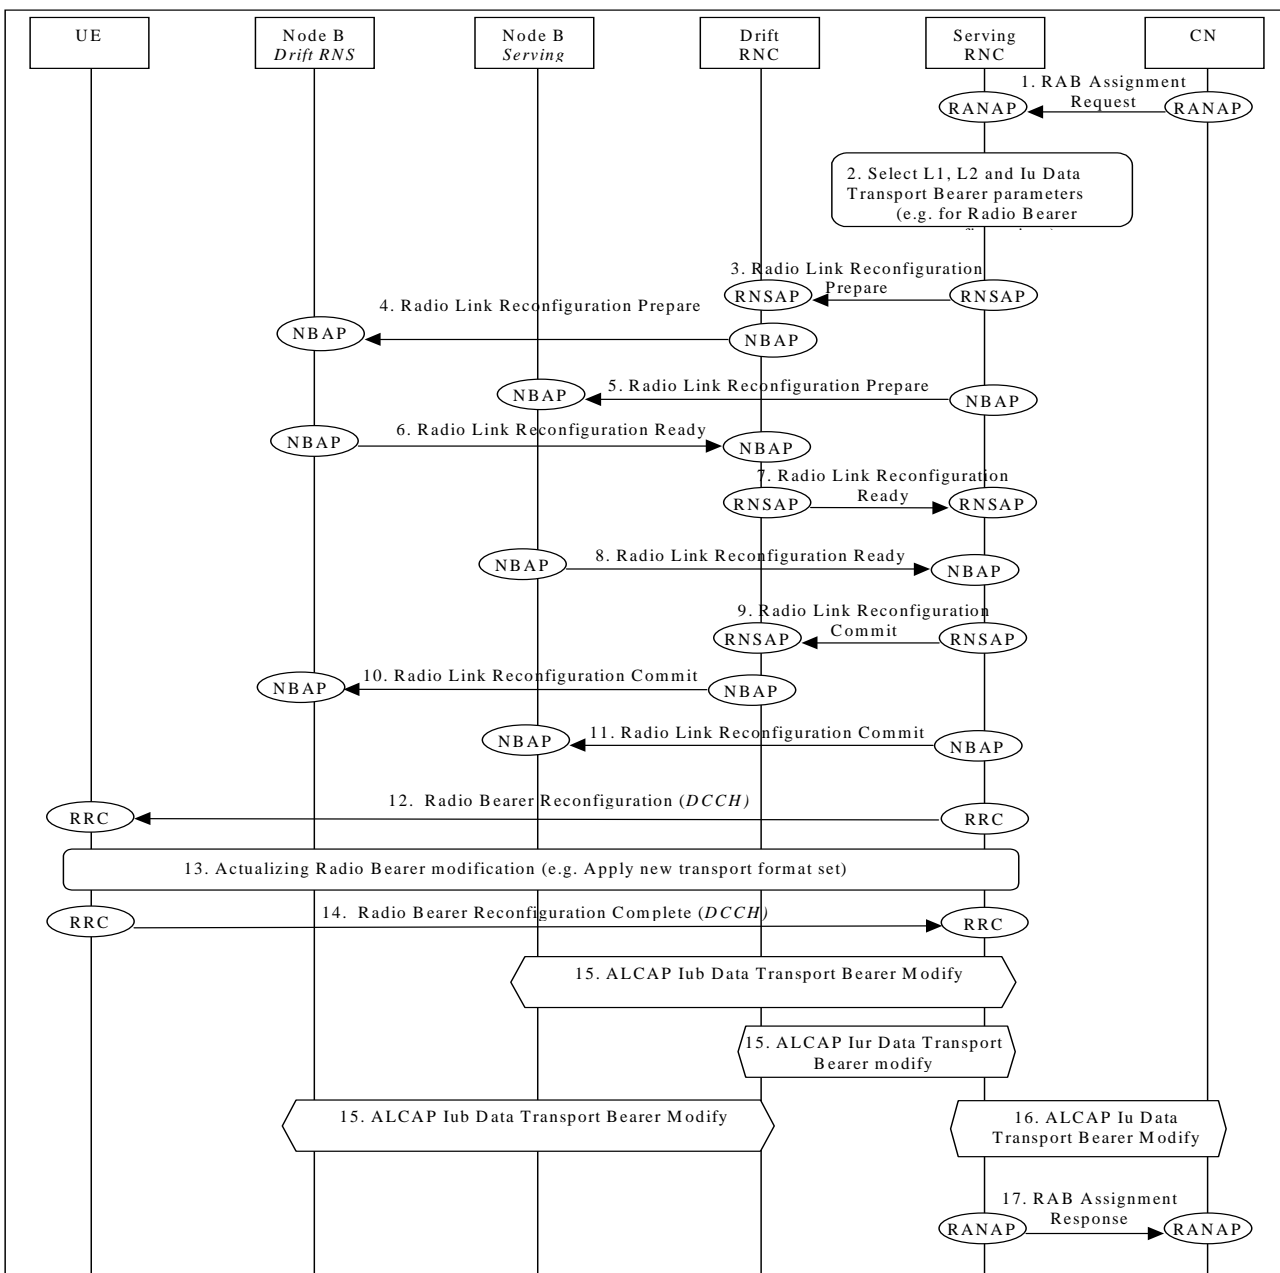 UE
Node B
Drift RNS
Node B
Serving
Drift
RNC
Serving
RNC
CN
1. RAB Assignment
Request
RANAP
RANAP
2. Select L1, L2 and Iu Data
Transport Bearer parameters
(e.g. for Radio Bearer
3. Radio Link Reconfiguration
Prepare
RNSAP
RNSAP
4. Radio Link Reconfiguration Prepare
NBAP
NBAP
5. Radio Link Reconfiguration Prepare
NBAP
NBAP
6. Radio Link Reconfiguration Ready
NBAP
NBAP
7. Radio Link Reconfiguration
Ready
RNSAP
RNSAP
8. Radio Link Reconfiguration Ready
NBAP
NBAP
9. Radio Link Reconfiguration
Commit
RNSAP
RNSAP
10. Radio Link Reconfiguration Commit
NBAP
NBAP
11. Radio Link Reconfiguration Commit
NBAP
NBAP
12. Radio Bearer Reconfiguration (DCCH)
RRC
RRC
13. Actualizing Radio Bearer modification (e.g. Apply new transport format set)
14. Radio Bearer Reconfiguration Complete (DCCH)
RRC
RRC
15. ALCAP Iub Data Transport Bearer Modify
15. ALCAP Iur Data Transport
Bearer modify
15. ALCAP Iub Data Transport Bearer Modify
16. ALCAP Iu Data
Transport Bearer Modify
17. RAB Assignment
Response
RANAP
RANAP